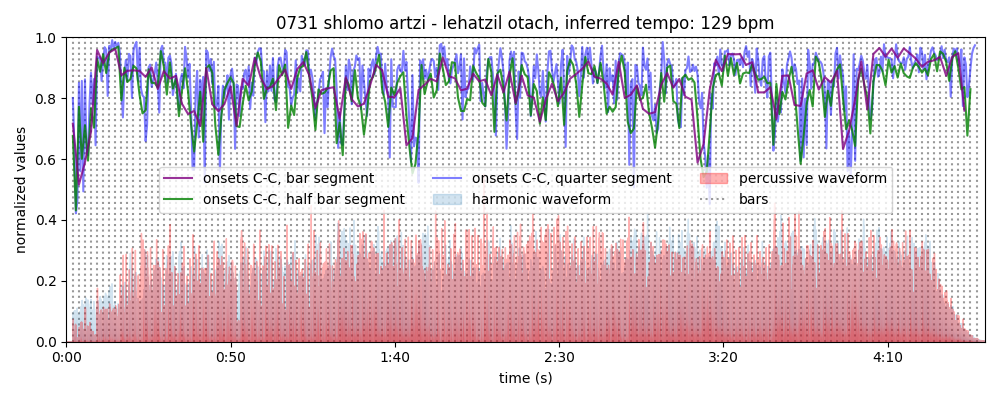 0731 shlomo artzi - lehatzil otach, inferred tempo: 129 bpm
1.0
0.8
0.6
0.4
0.2
0.0
normalized values
onsets C-C, bar segment
onsets C-C, half bar segment
onsets C-C, quarter segment
harmonic waveform
percussive waveform
bars
0:00 0:50 1:40 2:30 3:20 4:10
time (s)